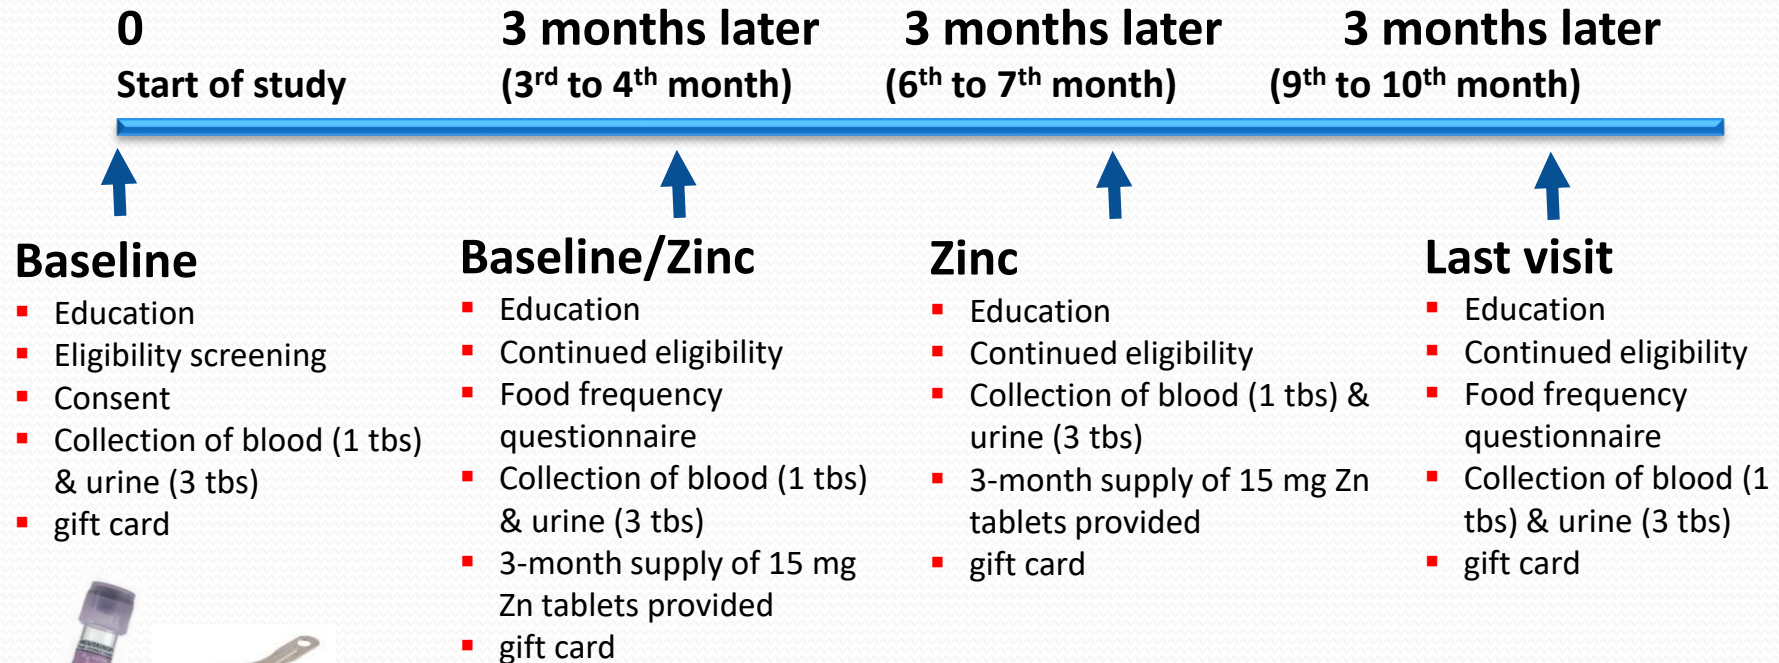 0
Start of study
3 months later
(3rd to 4th month)
3 months later
(6th to 7th month)
3 months later
(9th to 10th month)
Baseline
▪ Education
▪ Eligibility screening
▪ Consent
▪ Collection of blood (1 tbs)
& urine (3 tbs)
▪ gift card
Baseline/Zinc
▪ Education
▪ Continued eligibility
▪ Food frequency
questionnaire
▪ Collection of blood (1 tbs)
& urine (3 tbs)
▪ 3-month supply of 15 mg
Zn tablets provided
▪ gift card
Zinc
▪ Education
▪ Continued eligibility
▪ Collection of blood (1 tbs) &
urine (3 tbs)
▪ 3-month supply of 15 mg Zn
tablets provided
▪ gift card
Last visit
▪ Education
▪ Continued eligibility
▪ Food frequency
questionnaire
▪ Collection of blood (1
tbs) & urine (3 tbs)
▪ gift card